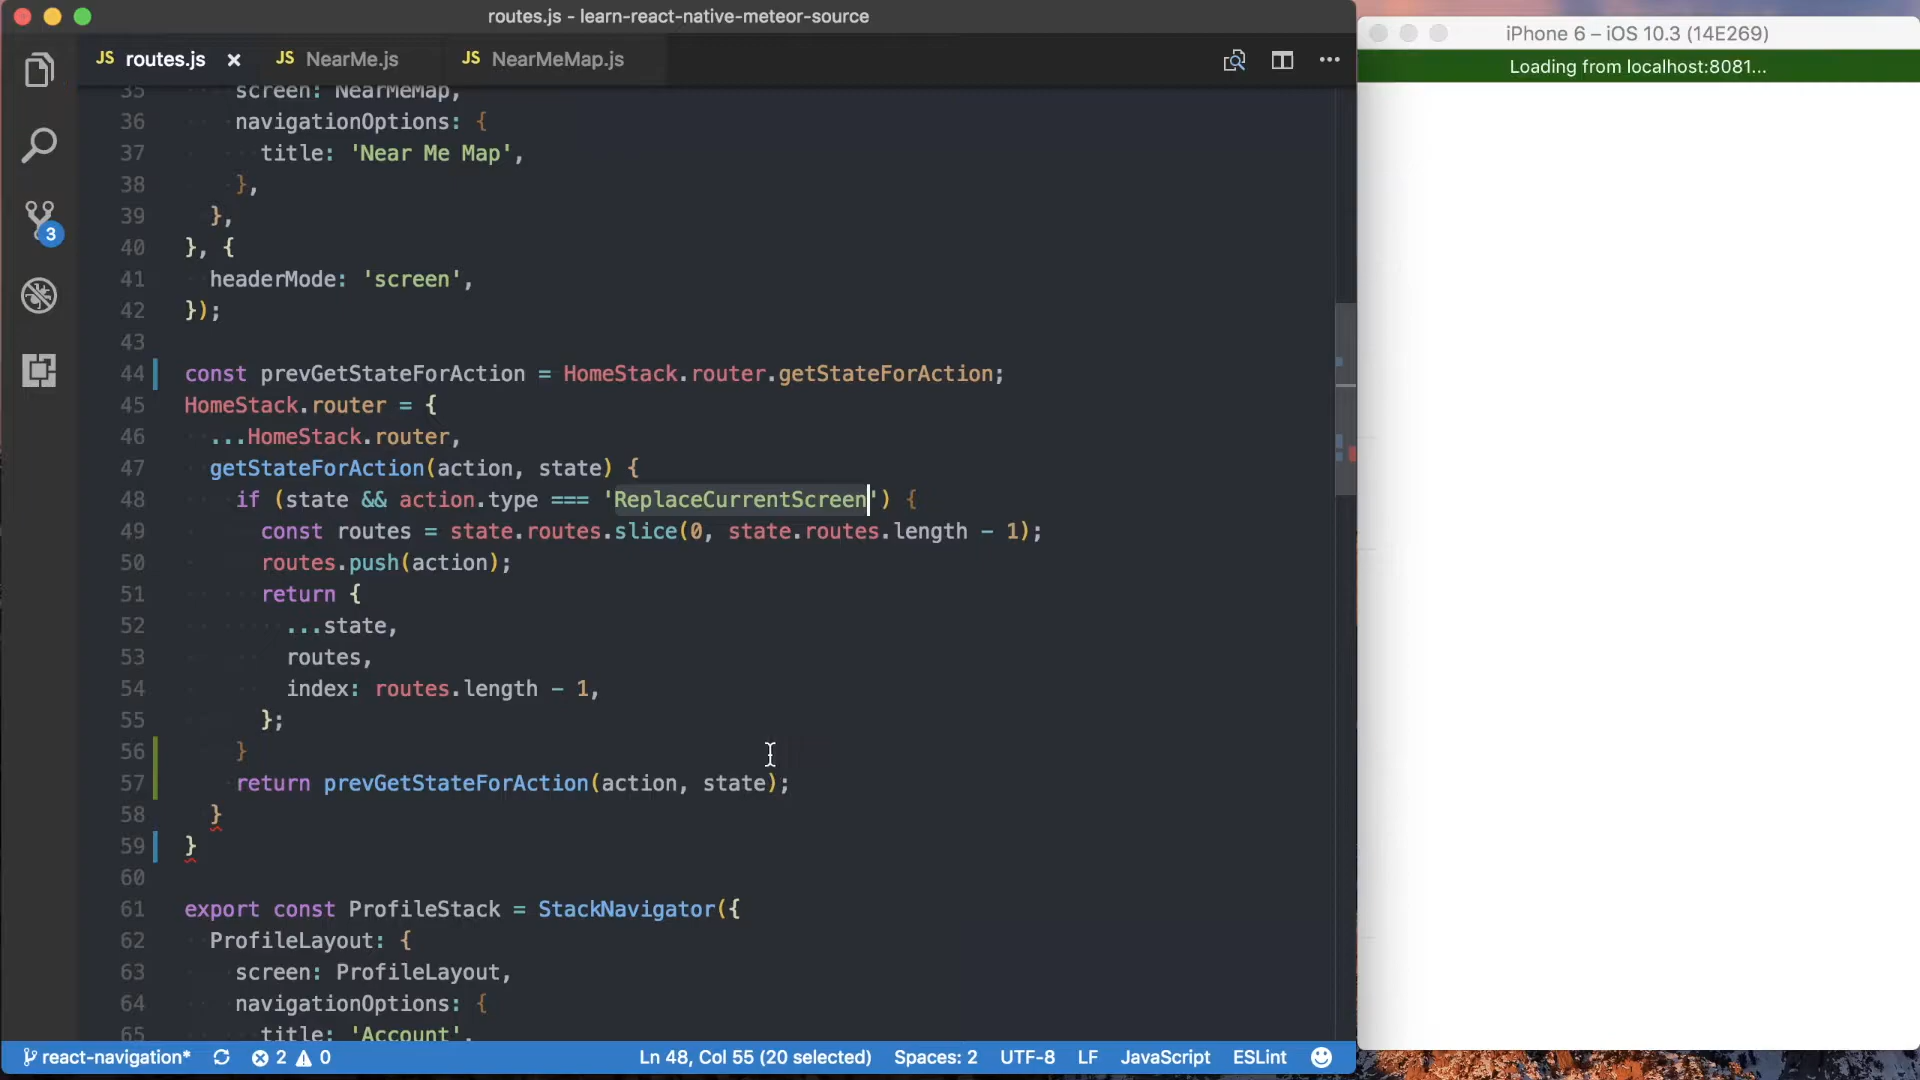 routes.js - learn-react-native-meteor-source
JS routes.js
JS NearMe.js
JS NearMeMap.js
35 screen: NearMeMap,
36 navigationOptions: {
37 title: 'Near Me Map',
38 },
39 },
40 }, {
41 headerMode: 'screen',
42 });
43
44 const prevGetStateForAction = HomeStack.router.getStateForAction;
45 HomeStack.router = {
46 ...HomeStack.router,
47 getStateForAction(action, state) {
48 if (state && action.type === 'ReplaceCurrentScreen') {
49 const routes = state.routes.slice(0, state.routes.length - 1);
50 routes.push(action);
51 return {
52 ...state,
53 routes,
54 index: routes.length - 1,
55 };
56 }
57 return prevGetStateForAction(action, state);
58 }
59 }
60
61 export const ProfileStack = StackNavigator({
62 ProfileLayout: {
63 screen: ProfileLayout,
64 navigationOptions: {
65 title: 'Account',
3
react-navigation* 2 0 Ln 48, Col 55 (20 selected) Spaces: 2 UTF-8 LF JavaScript ESLint
iPhone 6 – iOS 10.3 (14E269)
Loading from localhost:8081...